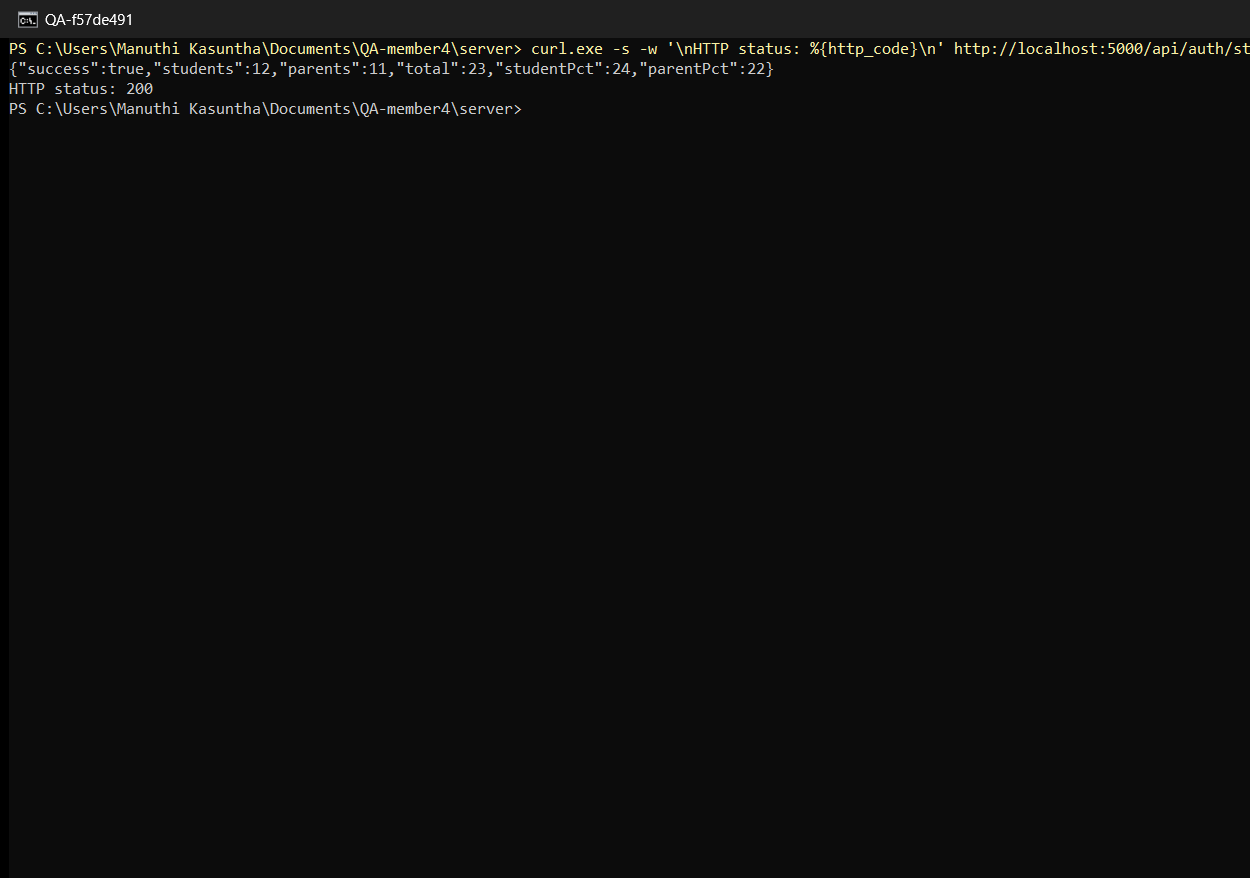 QA-f57de491
PS C:\Users\Manuthi Kasuntha\Documents\QA-member4\server> curl.exe -s -w '\nHTTP status: %{http_code}\n' http://localhost:5000/api/auth/st
{"success":true,"students":12,"parents":11,"total":23,"studentPct":24,"parentPct":22}
HTTP status: 200
PS C:\Users\Manuthi Kasuntha\Documents\QA-member4\server>